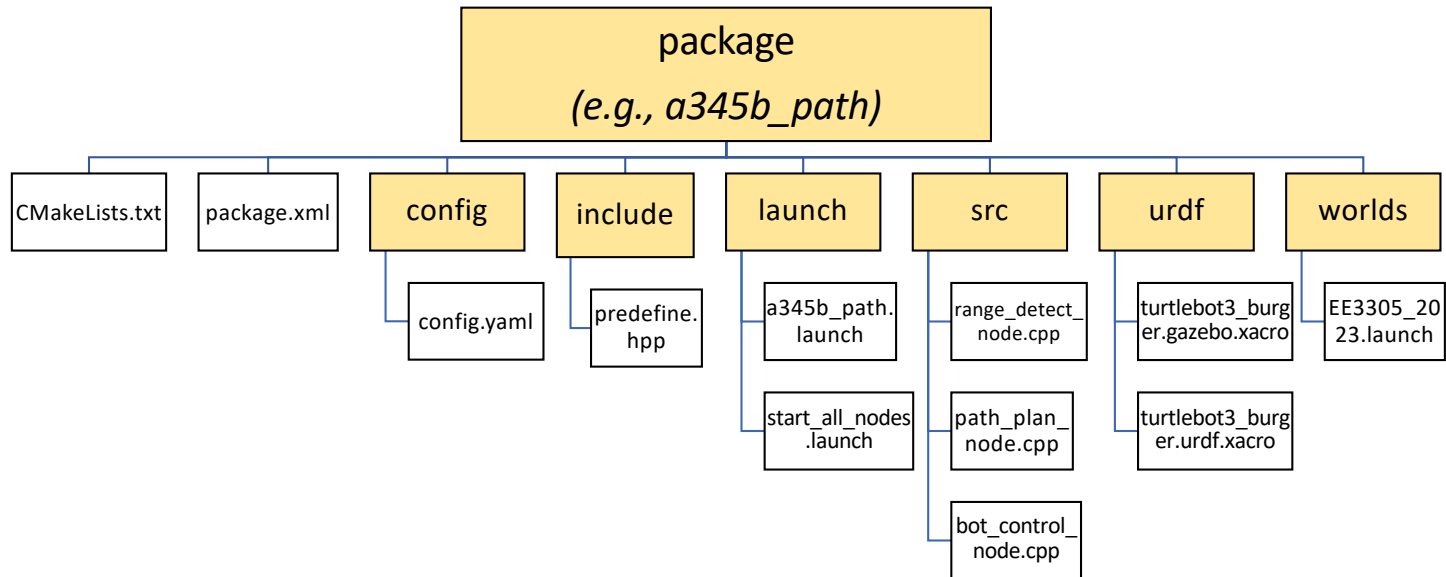 package
(e.g., a345b_path)
CMakeLists.txt
package.xml
config
include
launch
src
urdf
worlds
config.yaml
predefine.
hpp
a345b_path.
launch
range_detect_
node.cpp
turtlebot3_burg
er.gazebo.xacro
EE3305_20
23.launch
start_all_nodes
.launch
path_plan_
node.cpp
turtlebot3_burg
er.urdf.xacro
bot_control_
node.cpp